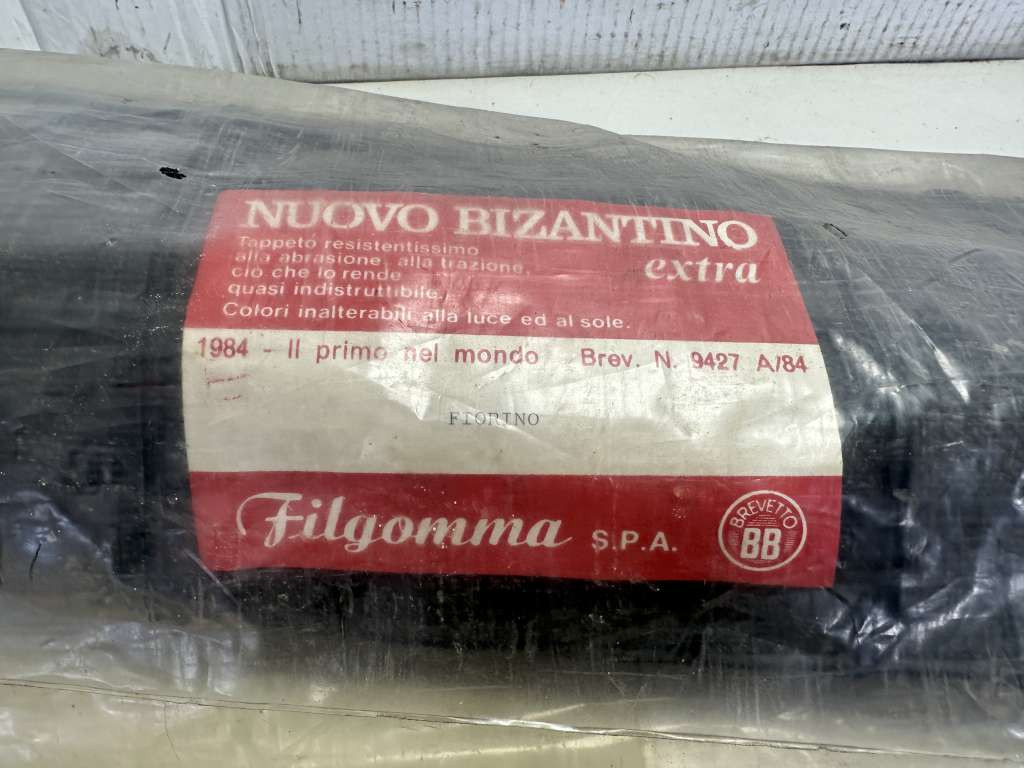 NUOVO BIZANTINO
extra
Tappeto resistentissimo
alla abrasione, alla trazione,
ciò che lo rende
quasi indistruttibile.
Colori inalterabili alla luce ed al sole.
1984 - Il primo nel mondo Brev. N. 9427 A/84
FIORINO
Filgomma S.P.A.
BREVETTO
BB